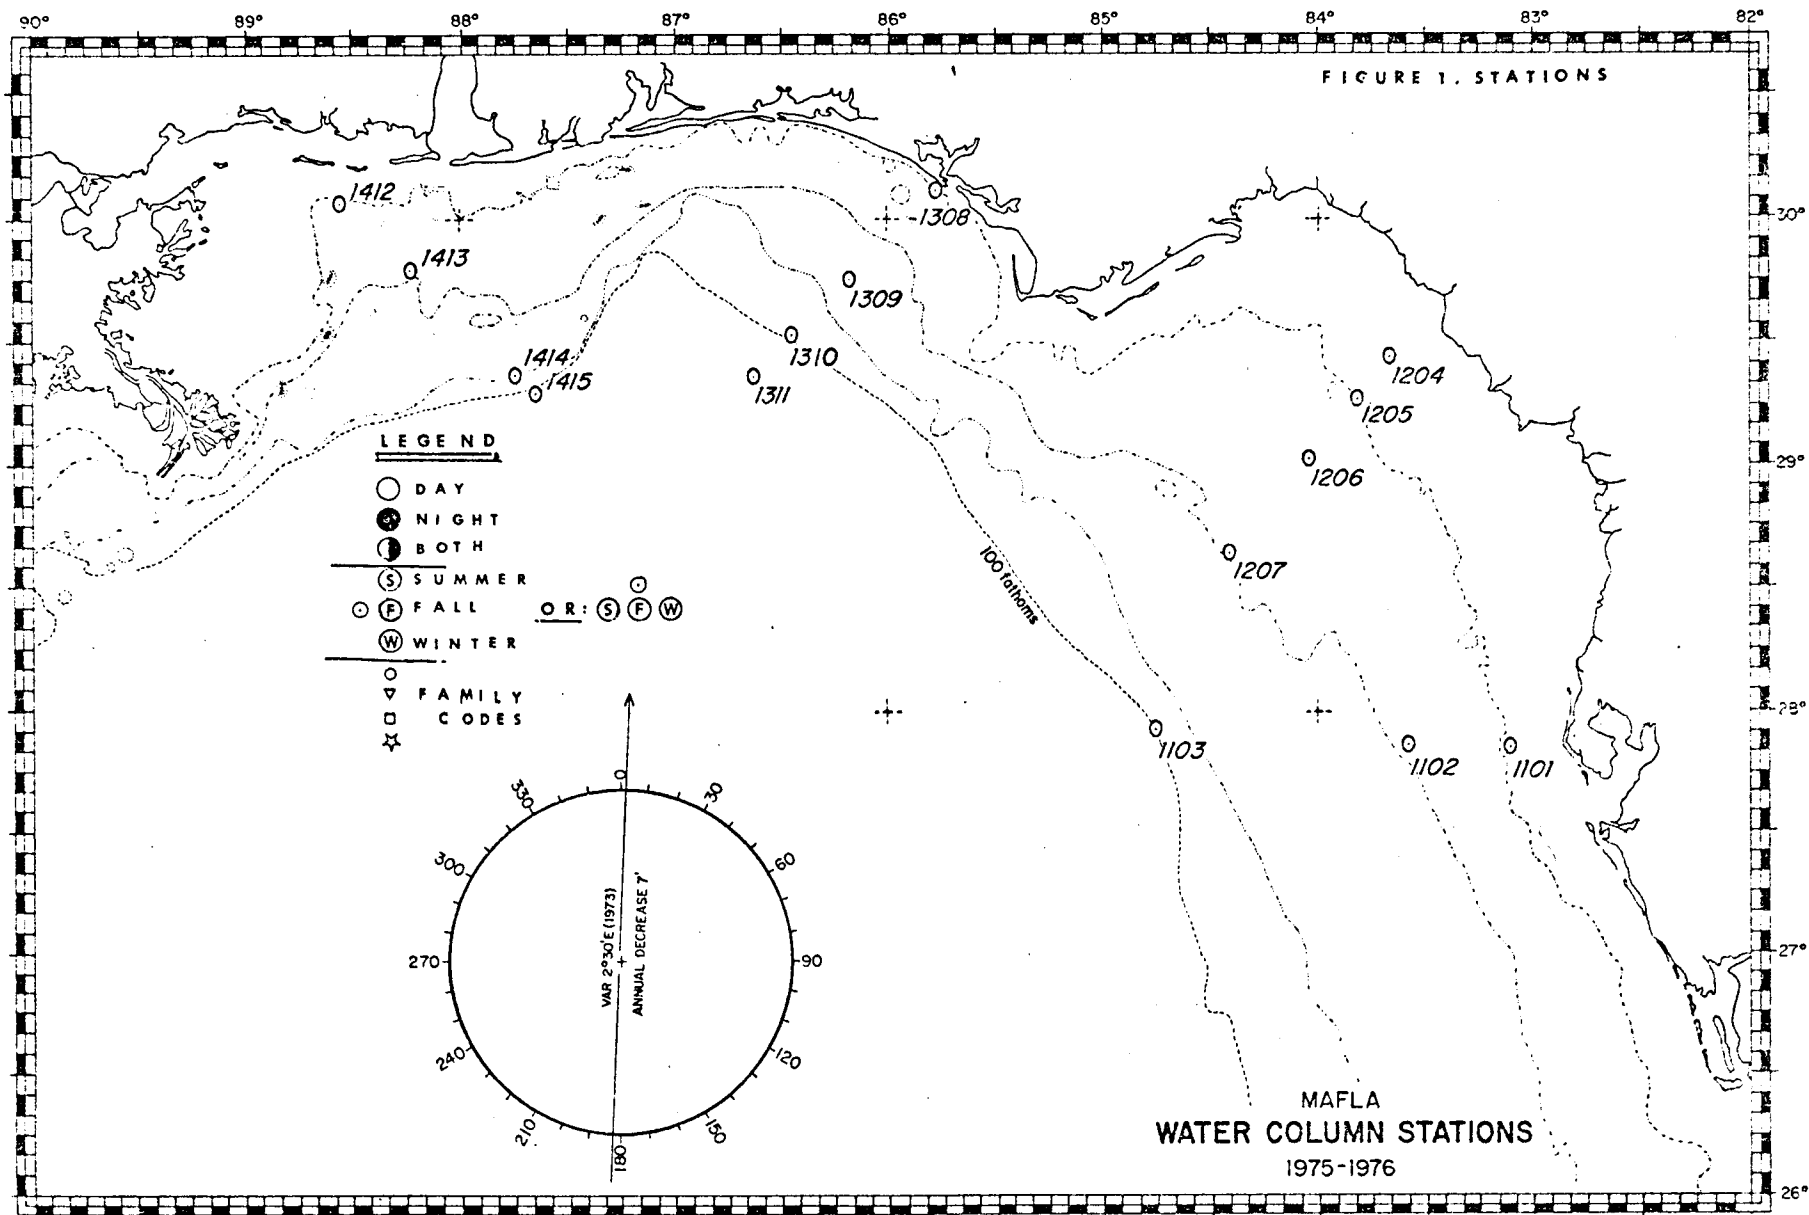 90° 89° 88° 87° 86° 85° 84° 83° 82°
FIGURE 1. STATIONS
1412
1308
30°
1413
1309
1414
1310
1204
1415
1311
1205
29°
1206
LEGEND
DAY
NIGHT
BOTH
100 fathoms
1207
S SUMMER
F FALL OR: S F W
W WINTER
FAMILY
CODES
28°
1103
1102
1101
0
330
30
300
60
VAR 2°30'E (1973)
ANNUAL DECREASE 7'
270
90
27°
240
120
210
150
180
MAFLA
WATER COLUMN STATIONS
1975-1976
26°